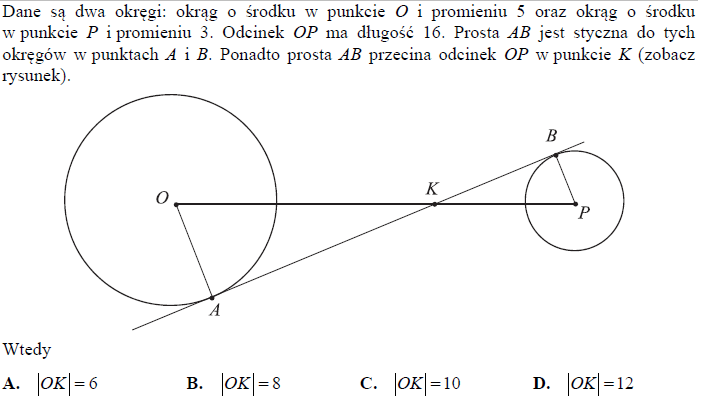 Dane są dwa okręgi: okrąg o środku w punkcie O i promieniu 5 oraz okrąg o środku
w punkcie P i promieniu 3. Odcinek OP ma długość 16. Prosta AB jest styczna do tych
okręgów w punktach A i B. Ponadto prosta AB przecina odcinek OP w punkcie K (zobacz
rysunek).
B
O
K
P
A
Wtedy
A. |OK|=6 B. |OK|=8 C. |OK|=10 D. |OK|=12